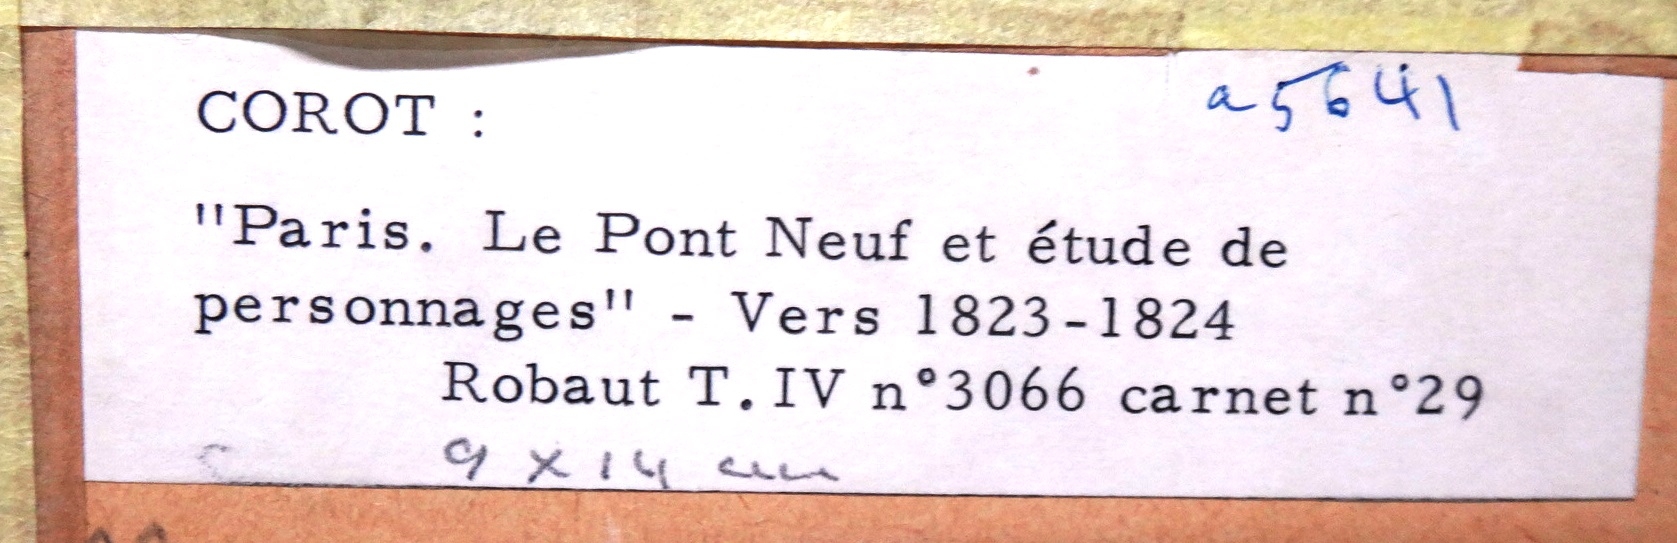 COROT :
a5641
"Paris. Le Pont Neuf et étude de
personnages" - Vers 1823-1824
Robaut T.IV n°3066 carnet n°29
9 x 14 cm